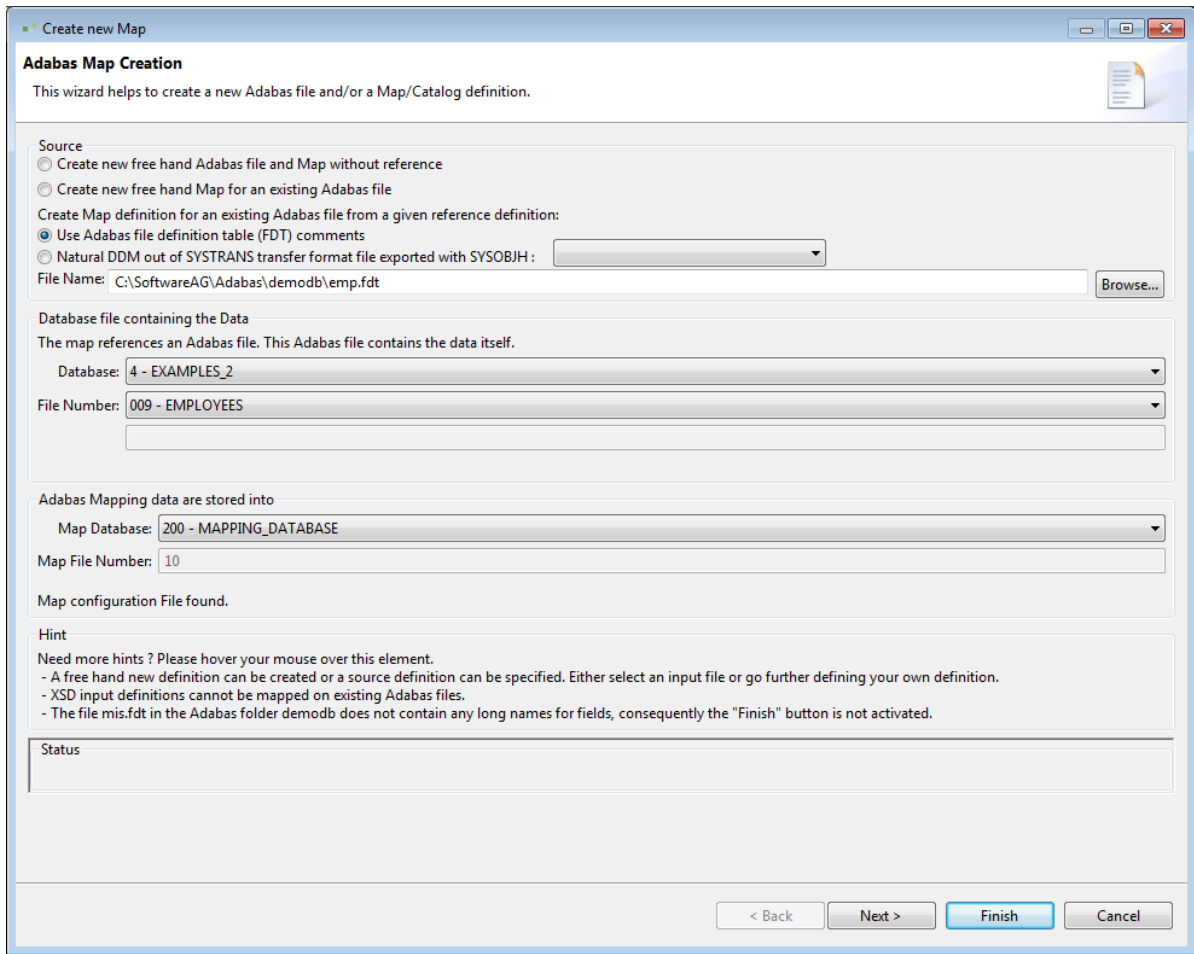 Create new Map
Adabas Map Creation
This wizard helps to create a new Adabas file and/or a Map/Catalog definition.
Source
Create new free hand Adabas file and Map without reference
Create new free hand Map for an existing Adabas file
Create Map definition for an existing Adabas file from a given reference definition:
Use Adabas file definition table (FDT) comments
Natural DDM out of SYSTRANS transfer format file exported with SYSOBJH :
File Name: C:\SoftwareAG\Adabas\demodb\emp.fdt Browse...
Database file containing the Data
The map references an Adabas file. This Adabas file contains the data itself.
Database: 4 - EXAMPLES_2
File Number: 009 - EMPLOYEES
Adabas Mapping data are stored into
Map Database: 200 - MAPPING_DATABASE
Map File Number: 10
Map configuration File found.
Hint
Need more hints ? Please hover your mouse over this element.
- A free hand new definition can be created or a source definition can be specified. Either select an input file or go further defining your own definition.
- XSD input definitions cannot be mapped on existing Adabas files.
- The file mis.fdt in the Adabas folder demodb does not contain any long names for fields, consequently the "Finish" button is not activated.
Status
< Back Next > Finish Cancel